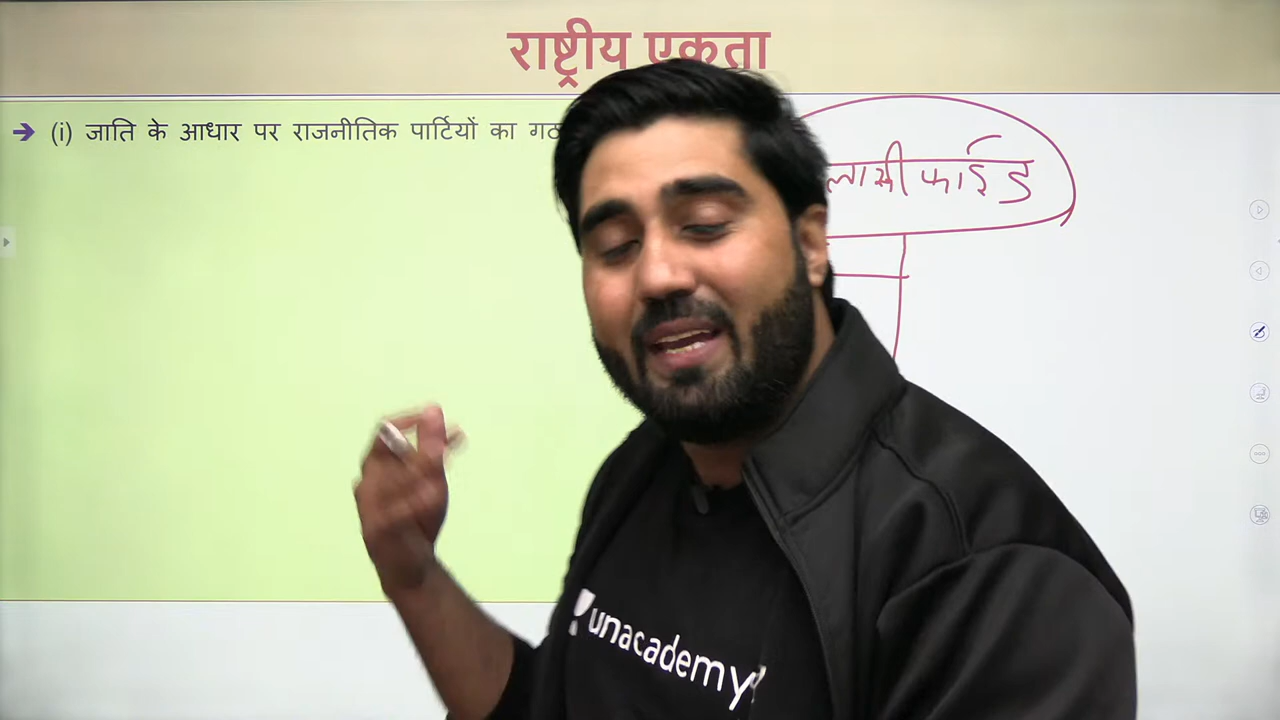 राष्ट्रीय एकता
➔ (i) जाति के आधार पर राजनीतिक पार्टियों का
unacademy